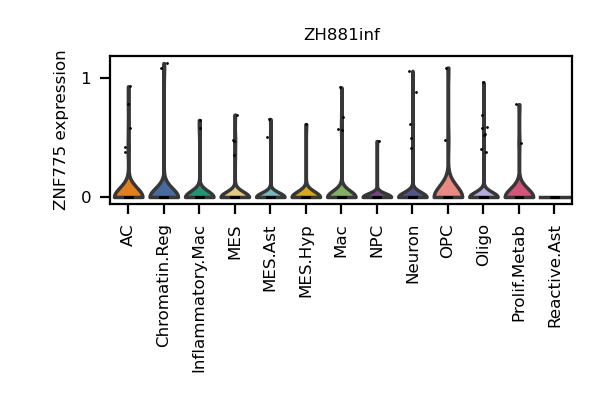 ZH881inf
ZNF775 expression
1
0
AC
Chromatin.Reg
Inflammatory.Mac
MES
MES.Ast
MES.Hyp
Mac
NPC
Neuron
OPC
Oligo
Prolif.Metab
Reactive.Ast